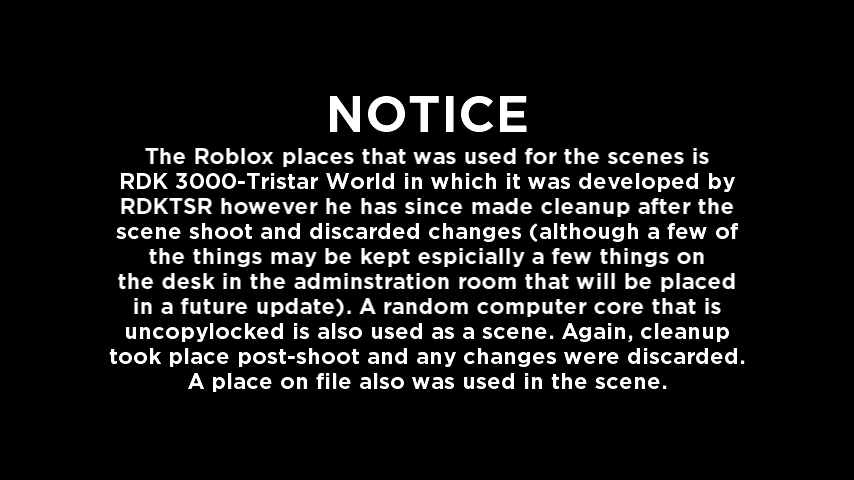 NOTICE
The Roblox places that was used for the scenes is
RDK 3000-Tristar World in which it was developed by
RDKTSR however he has since made cleanup after the
scene shoot and discarded changes (although a few of
the things may be kept espicially a few things on
the desk in the adminstration room that will be placed
in a future update). A random computer core that is
uncopylocked is also used as a scene. Again, cleanup
took place post-shoot and any changes were discarded.
A place on file also was used in the scene.